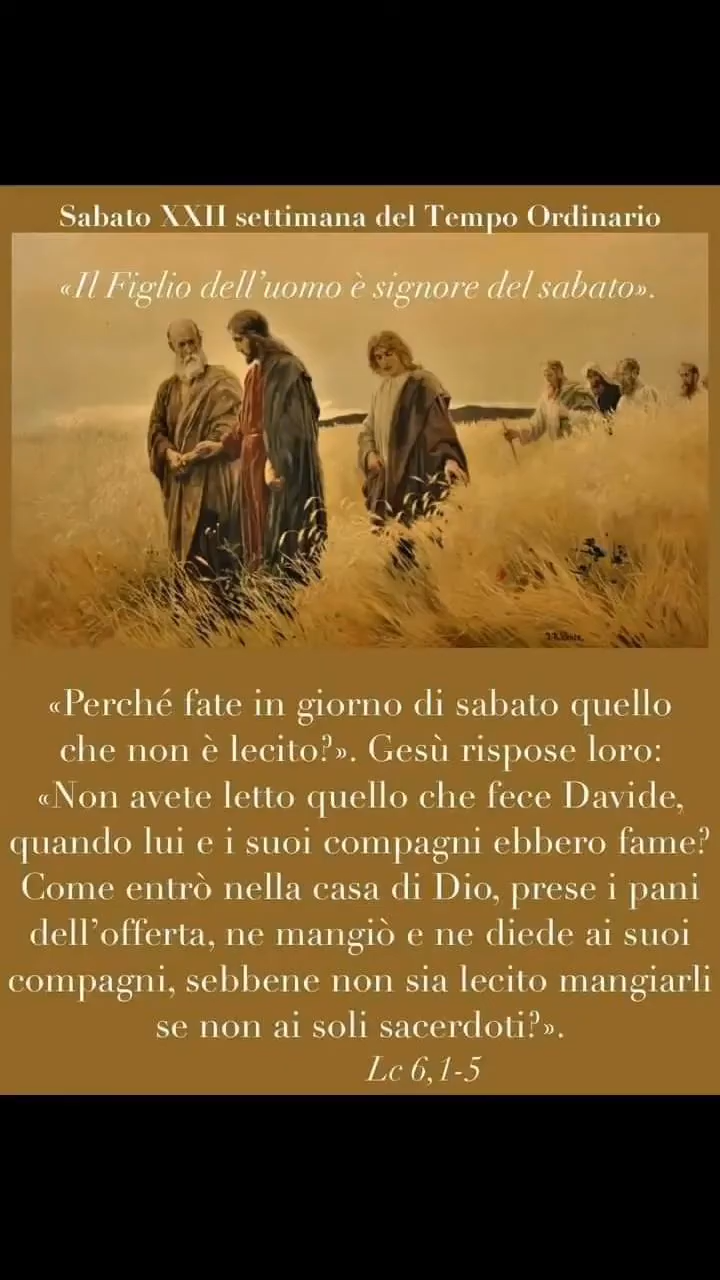 Sabato XXII settimana del Tempo Ordinario
«Il Figlio dell’uomo è signore del sabato».
«Perché fate in giorno di sabato quello
che non è lecito?». Gesù rispose loro:
«Non avete letto quello che fece Davide,
quando lui e i suoi compagni ebbero fame?
Come entrò nella casa di Dio, prese i pani
dell’offerta, ne mangiò e ne diede ai suoi
compagni, sebbene non sia lecito mangiarli
se non ai soli sacerdoti?».
Lc 6,1-5